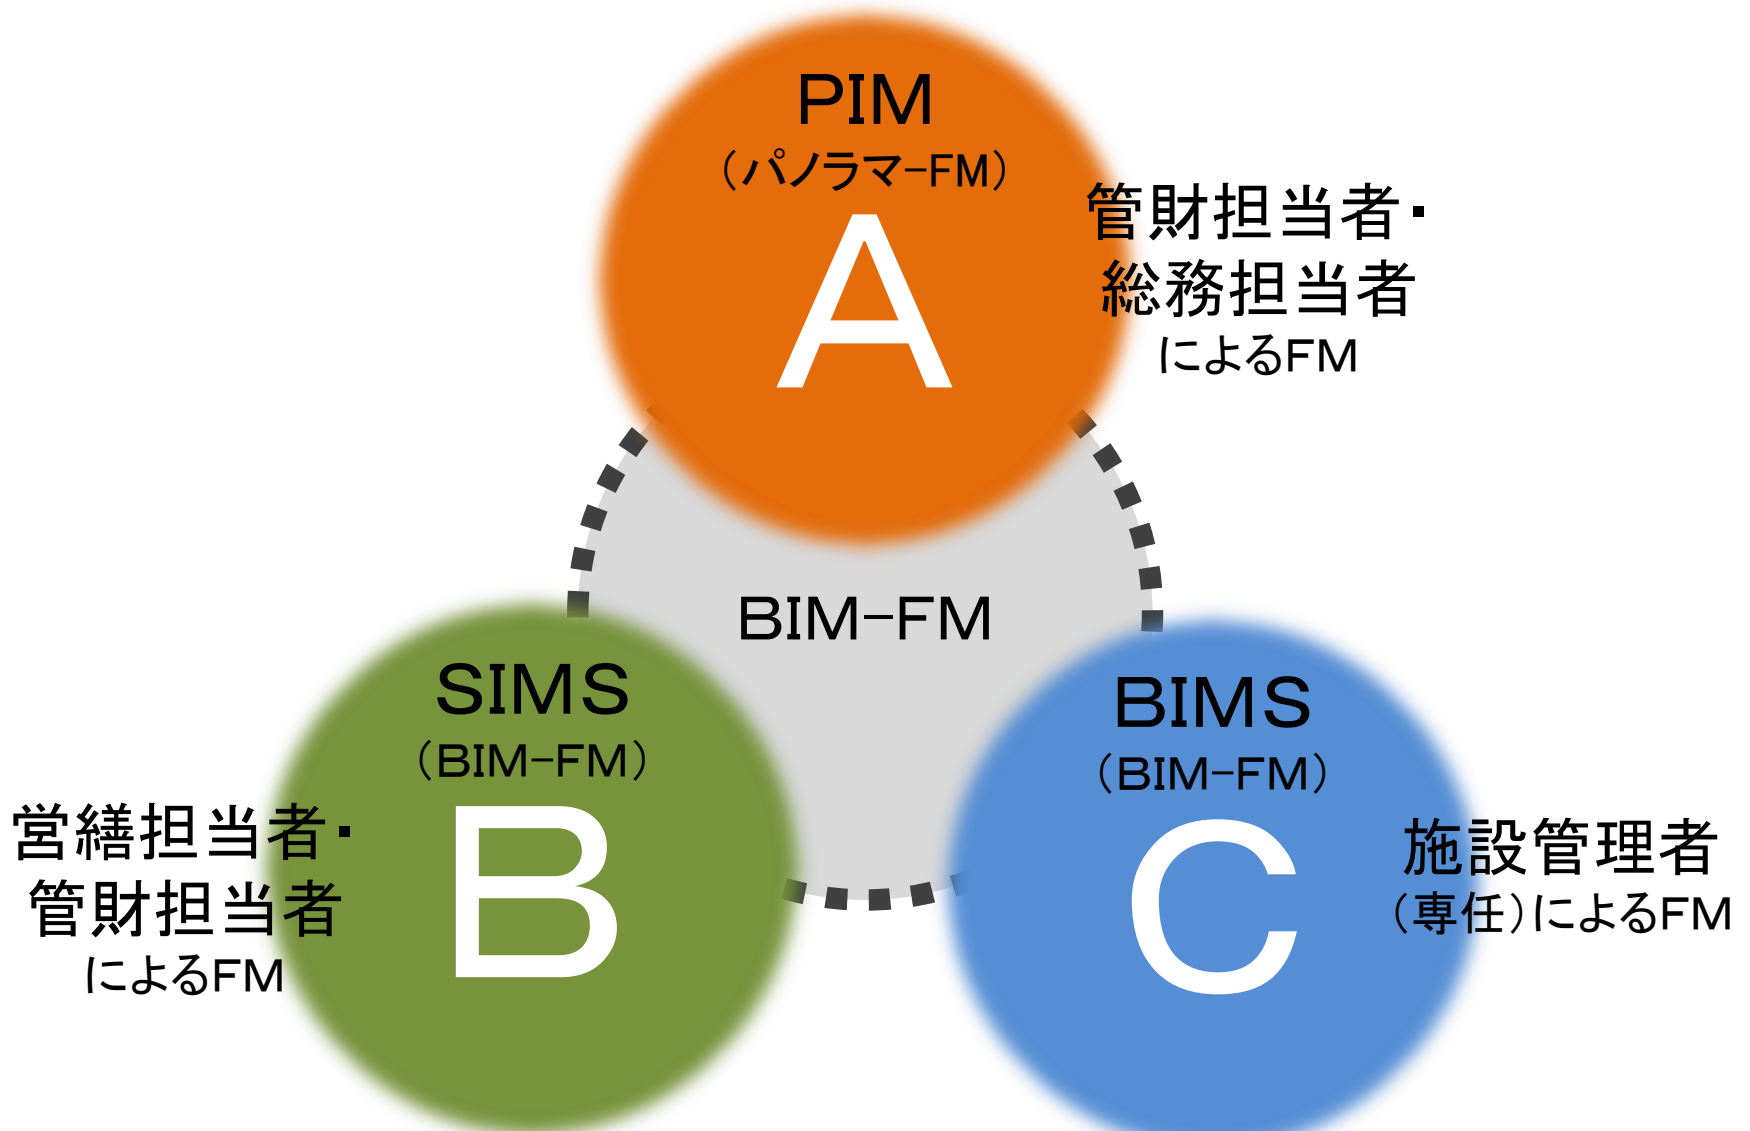 PIM
（パノラマ-FM）
A
管財担当者・
総務担当者
によるFM
BIM-FM
SIMS
（BIM-FM）
B
営繕担当者・
管財担当者
によるFM
BIMS
（BIM-FM）
C
施設管理者
（専任）によるFM